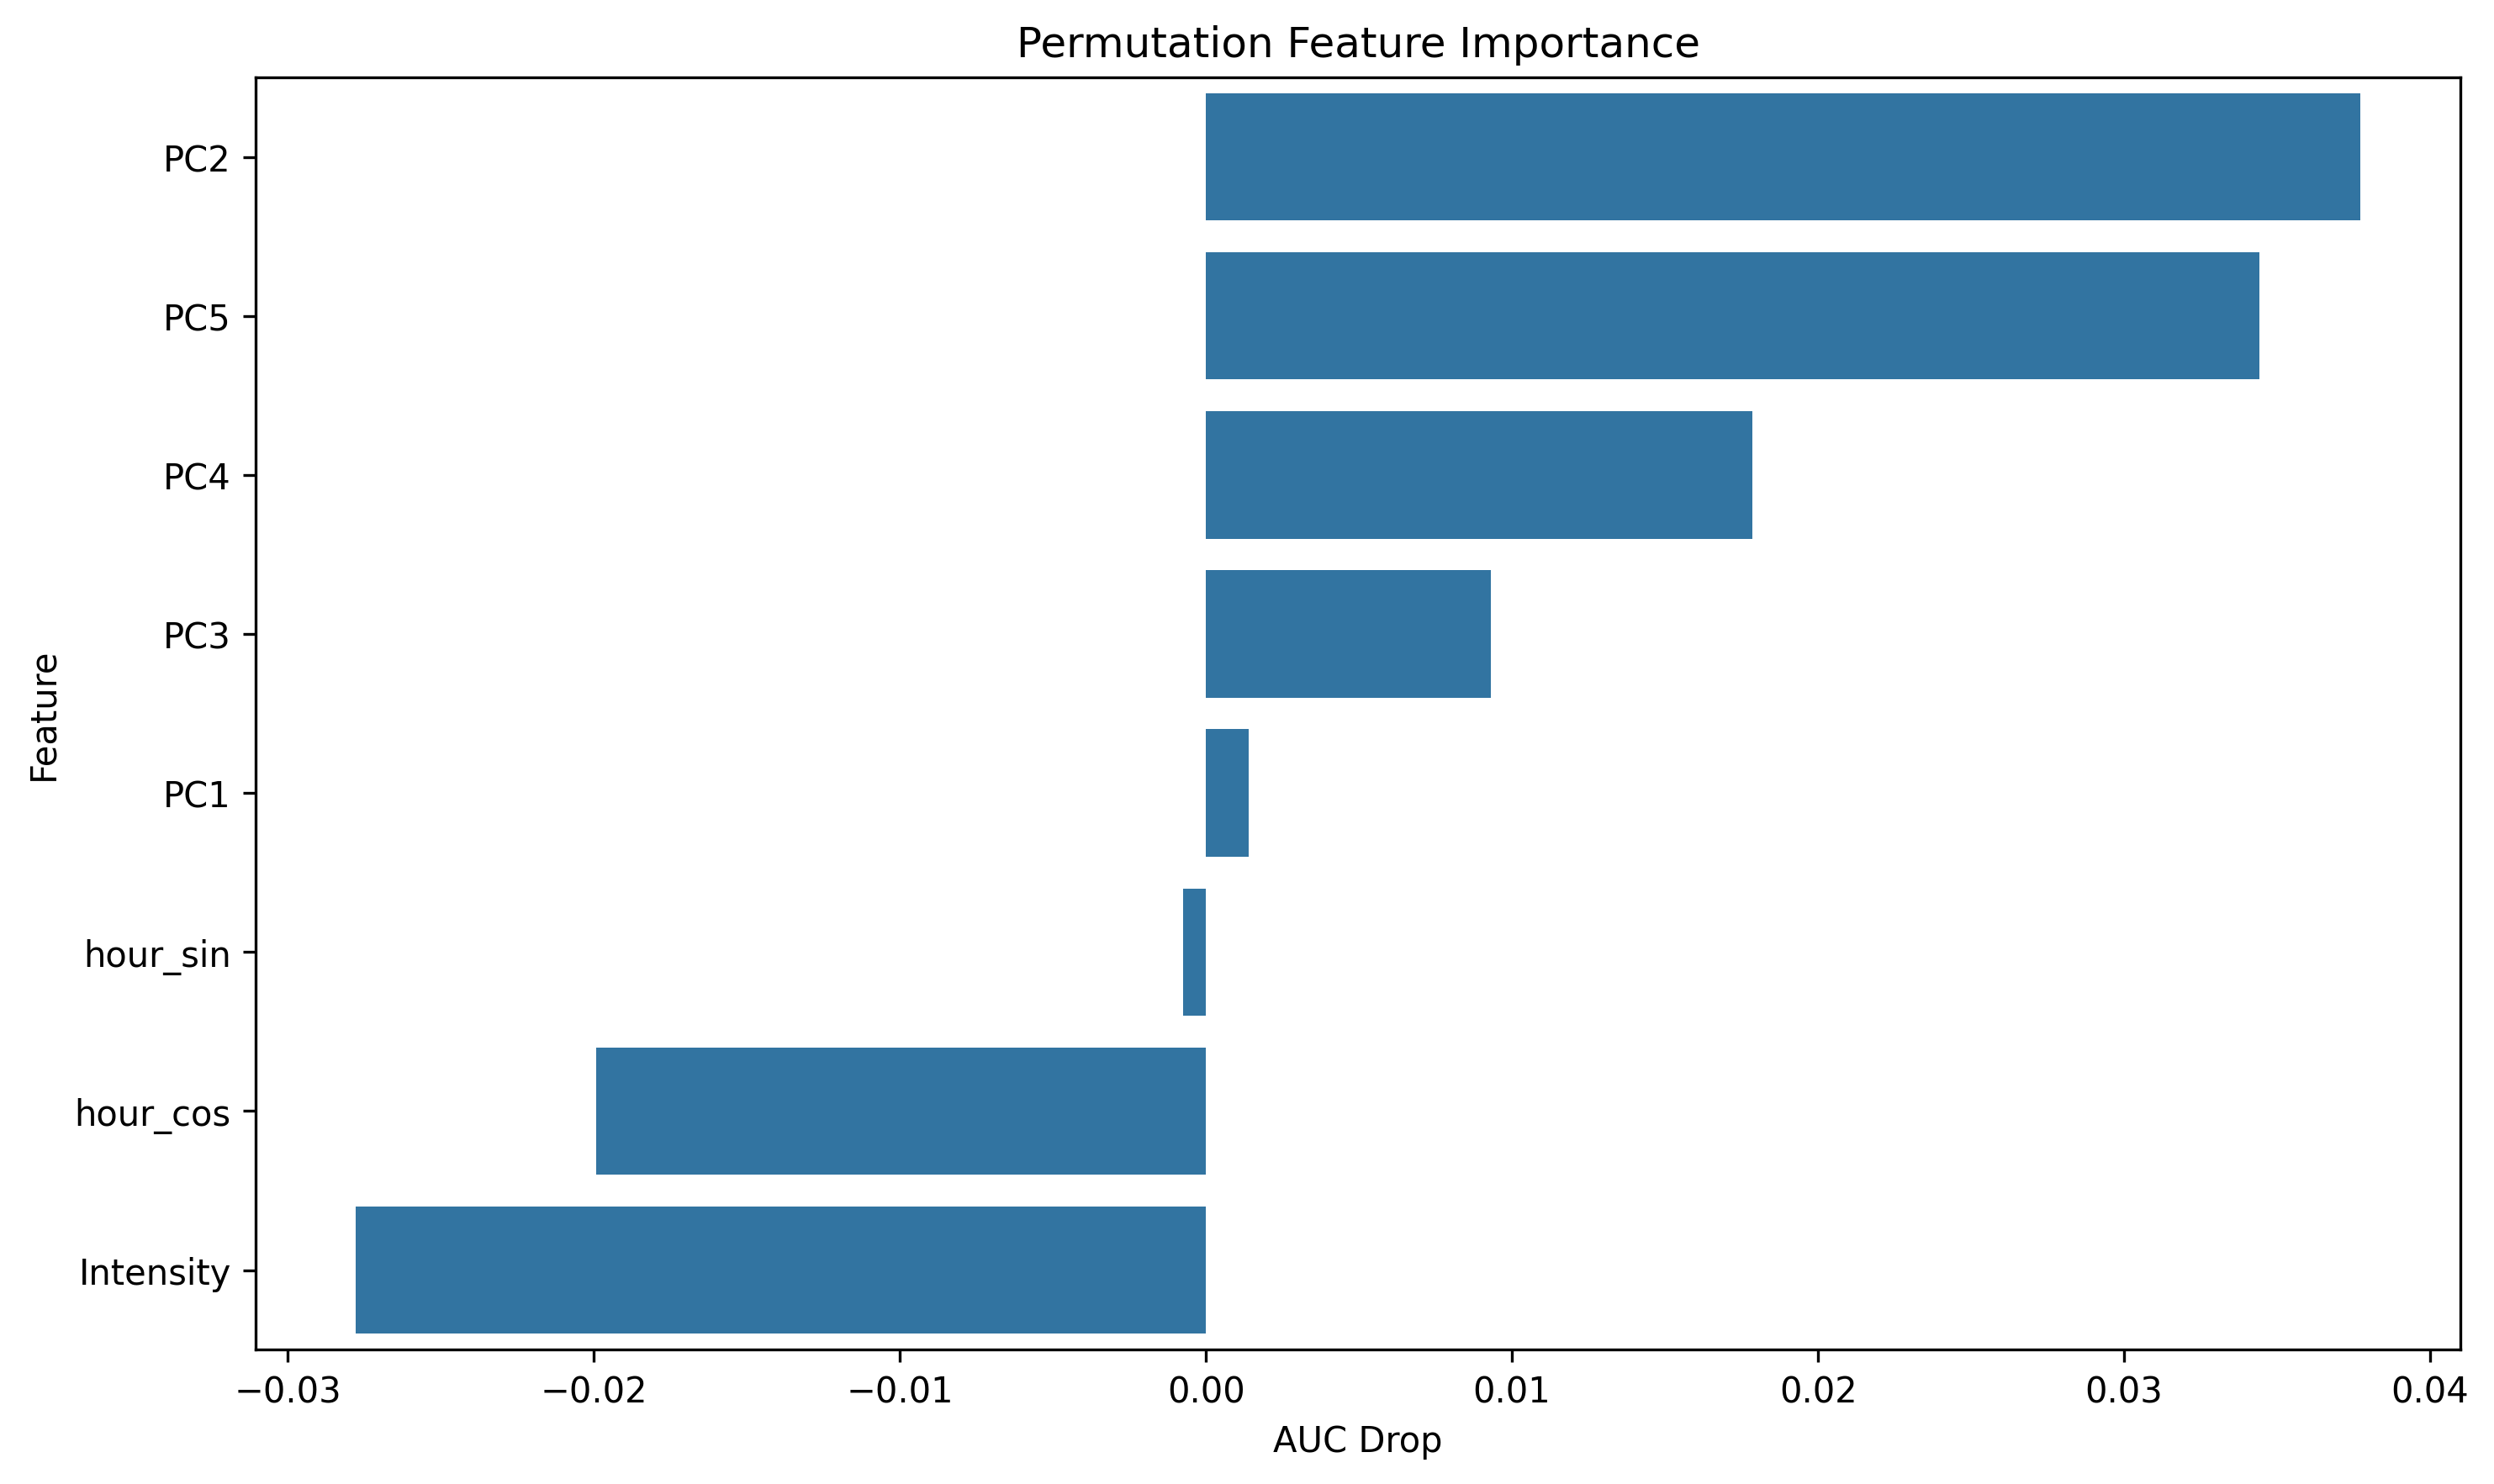 Permutation Feature Importance
Feature
PC2
PC5
PC4
PC3
PC1
hour_sin
hour_cos
Intensity
−0.03 −0.02 −0.01 0.00 0.01 0.02 0.03 0.04
AUC Drop